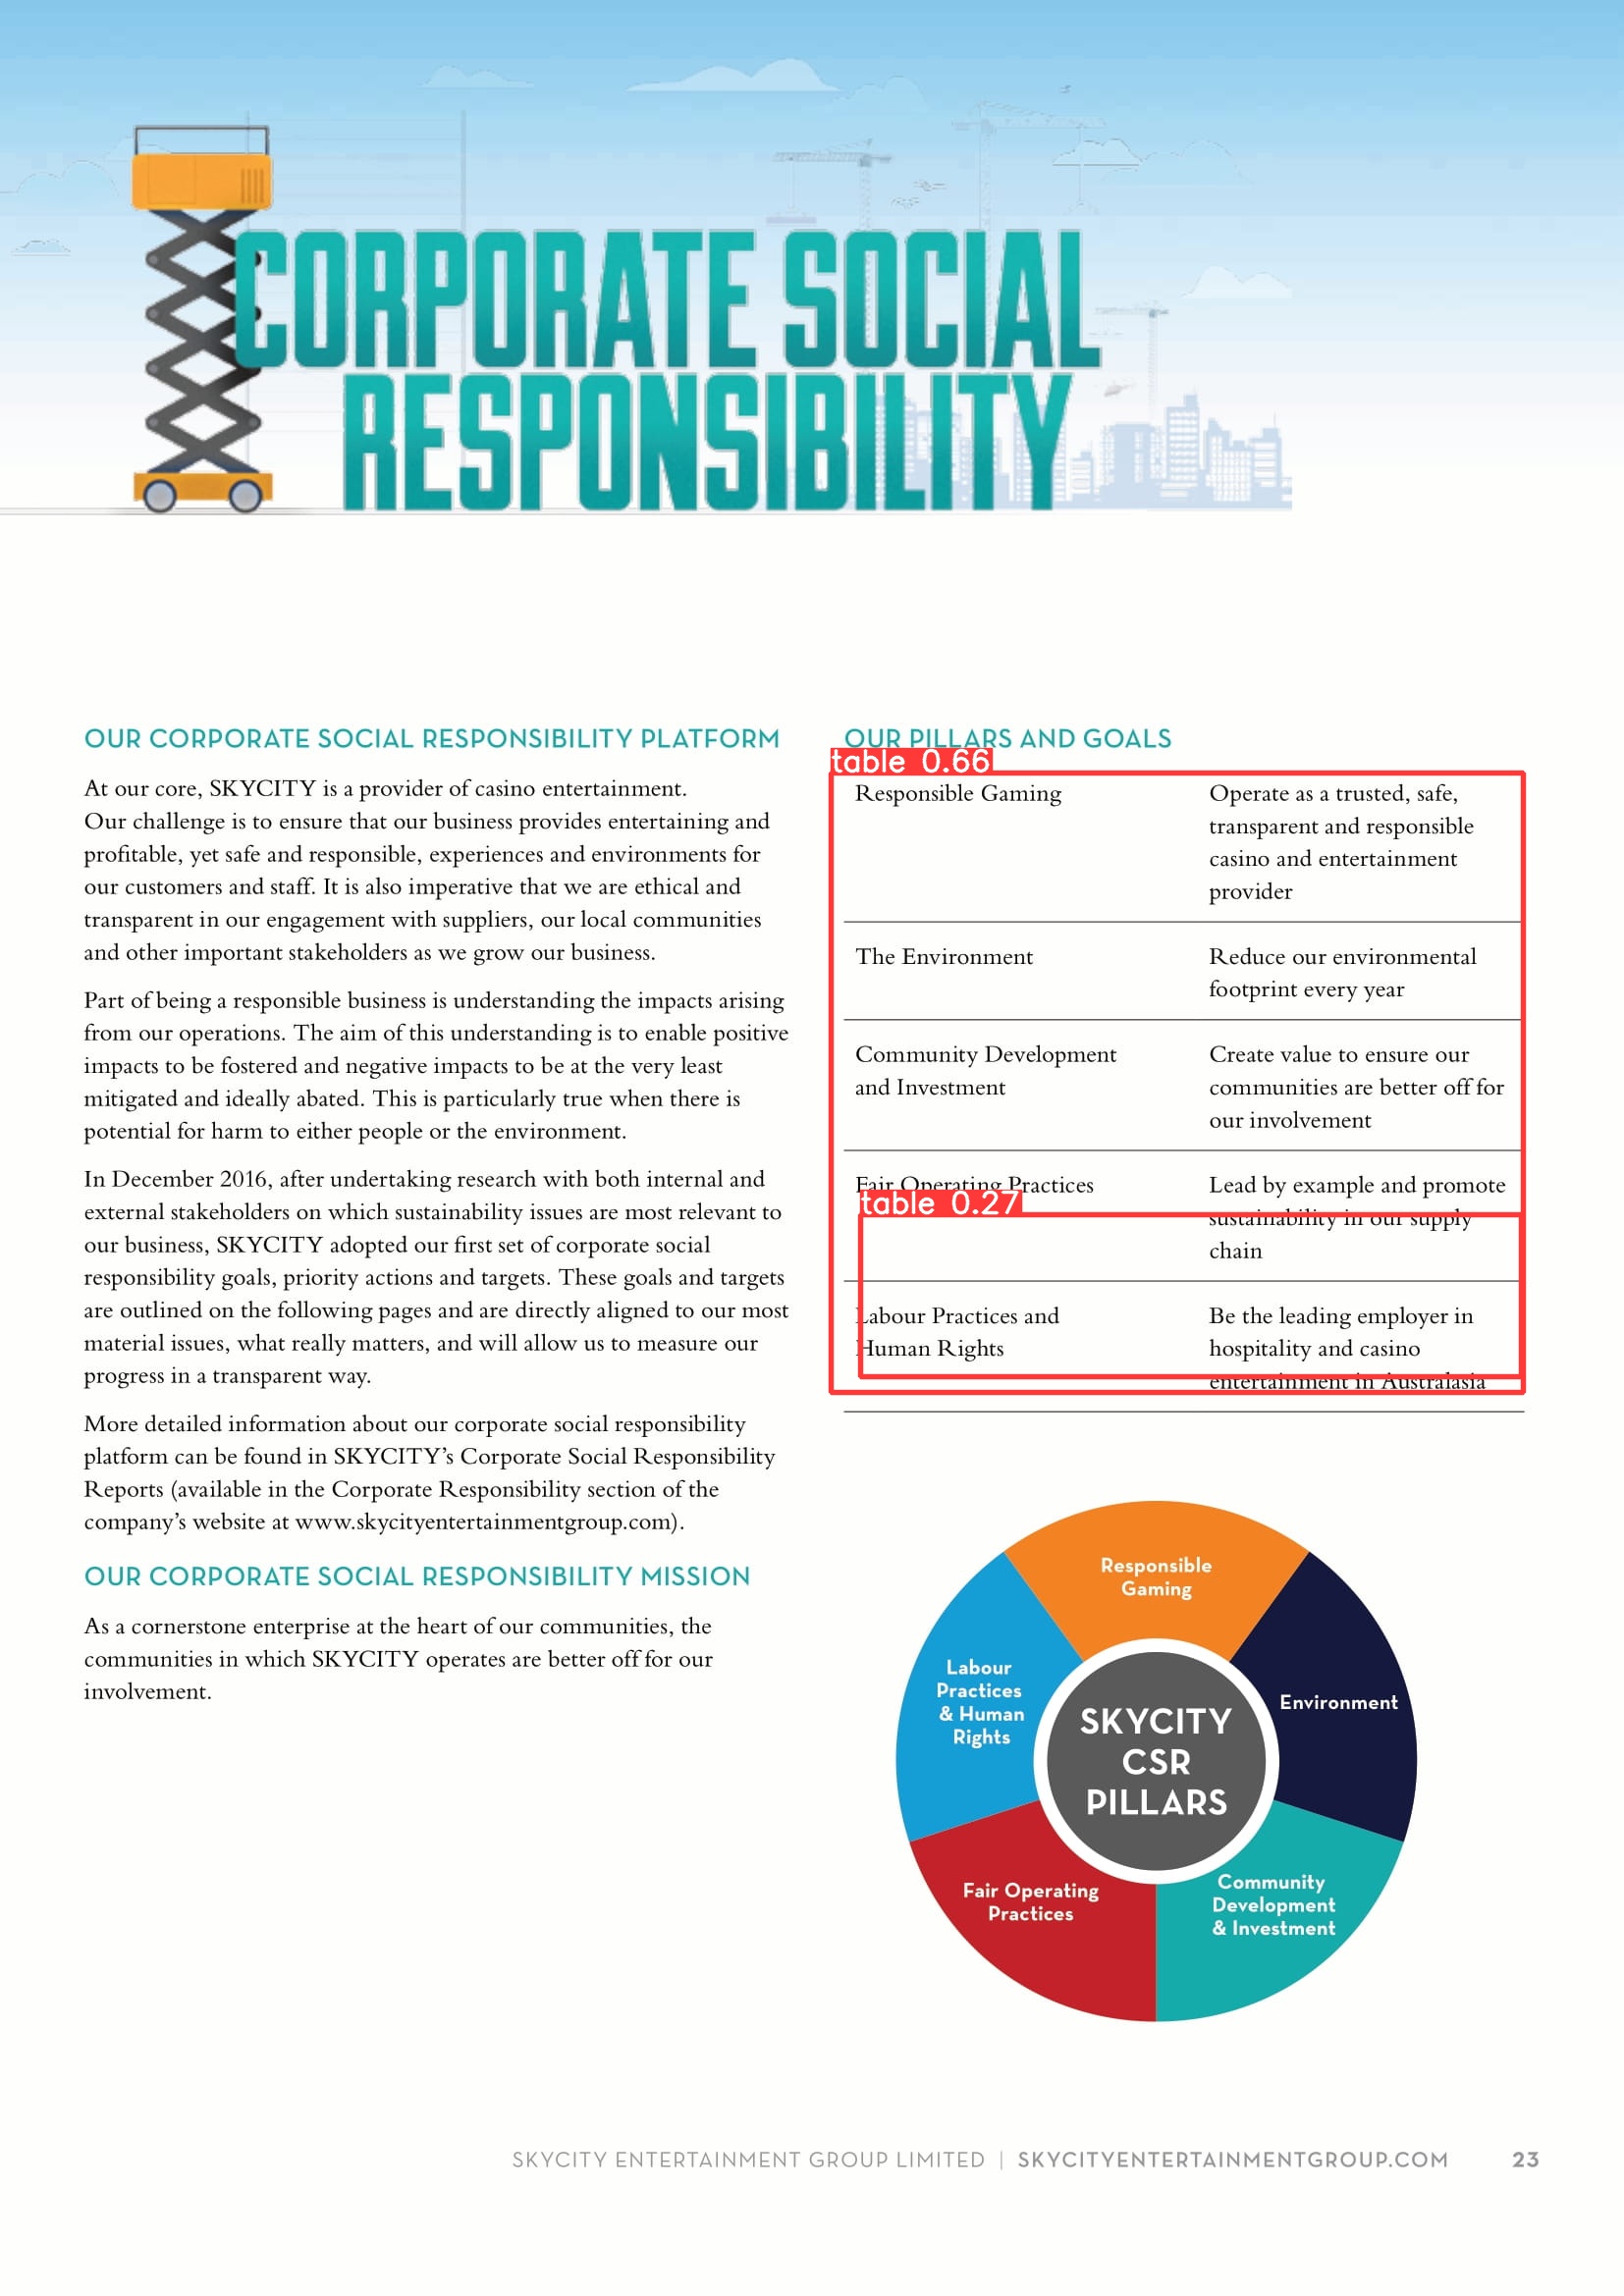 CORPORATE SOCIAL
RESPONSIBILITY
OUR CORPORATE SOCIAL RESPONSIBILITY PLATFORM
At our core, SKYCITY is a provider of casino entertainment.
Our challenge is to ensure that our business provides entertaining and
profitable, yet safe and responsible, experiences and environments for
our customers and staff. It is also imperative that we are ethical and
transparent in our engagement with suppliers, our local communities
and other important stakeholders as we grow our business.
Part of being a responsible business is understanding the impacts arising
from our operations. The aim of this understanding is to enable positive
impacts to be fostered and negative impacts to be at the very least
mitigated and ideally abated. This is particularly true when there is
potential for harm to either people or the environment.
In December 2016, after undertaking research with both internal and
external stakeholders on which sustainability issues are most relevant to
our business, SKYCITY adopted our first set of corporate social
responsibility goals, priority actions and targets. These goals and targets
are outlined on the following pages and are directly aligned to our most
material issues, what really matters, and will allow us to measure our
progress in a transparent way.
More detailed information about our corporate social responsibility
platform can be found in SKYCITY's Corporate Social Responsibility
Reports (available in the Corporate Responsibility section of the
company's website at www.skycityentertainmentgroup.com).
OUR CORPORATE SOCIAL RESPONSIBILITY MISSION
As a cornerstone enterprise at the heart of our communities, the
communities in which SKYCITY operates are better off for our
involvement.
OUR PILLARS AND GOALS
table 0.66
Responsible Gaming
Operate as a trusted, safe,
transparent and responsible
casino and entertainment
provider
The Environment
Reduce our environmental
footprint every year
Community Development
and Investment
Create value to ensure our
communities are better off for
our involvement
Fair Operating Practices
table 0.27
Lead by example and promote
sustainability in our supply
chain
Labour Practices and
Human Rights
Be the leading employer in
hospitality and casino
entertainment in Australasia
Responsible
Gaming
Environment
Community
Development
& Investment
Fair Operating
Practices
Labour
Practices
& Human
Rights
SKYCITY
CSR
PILLARS
SKYCITY ENTERTAINMENT GROUP LIMITED | SKYCITYENTERTAINMENTGROUP.COM 23